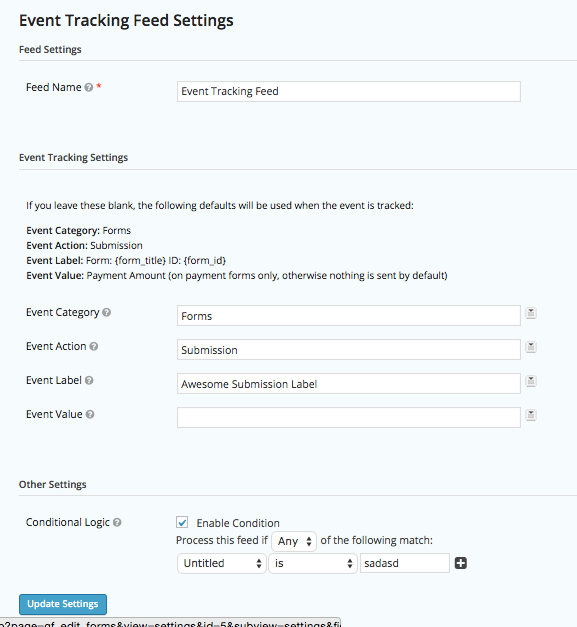 Event Tracking Feed Settings
Feed Settings
Feed Name ? *
Event Tracking Feed
Event Tracking Settings
If you leave these blank, the following defaults will be used when the event is tracked:
Event Category: Forms
Event Action: Submission
Event Label: Form: {form_title} ID: {form_id}
Event Value: Payment Amount (on payment forms only, otherwise nothing is sent by default)
Event Category ? Forms
Event Action ? Submission
Event Label ? Awesome Submission Label
Event Value ?
Other Settings
Conditional Logic ? Enable Condition
Process this feed if Any of the following match:
Untitled is sadasd
Update Settings
p?page=gf_edit_forms&view=settings&id=5&subview=settings&fi